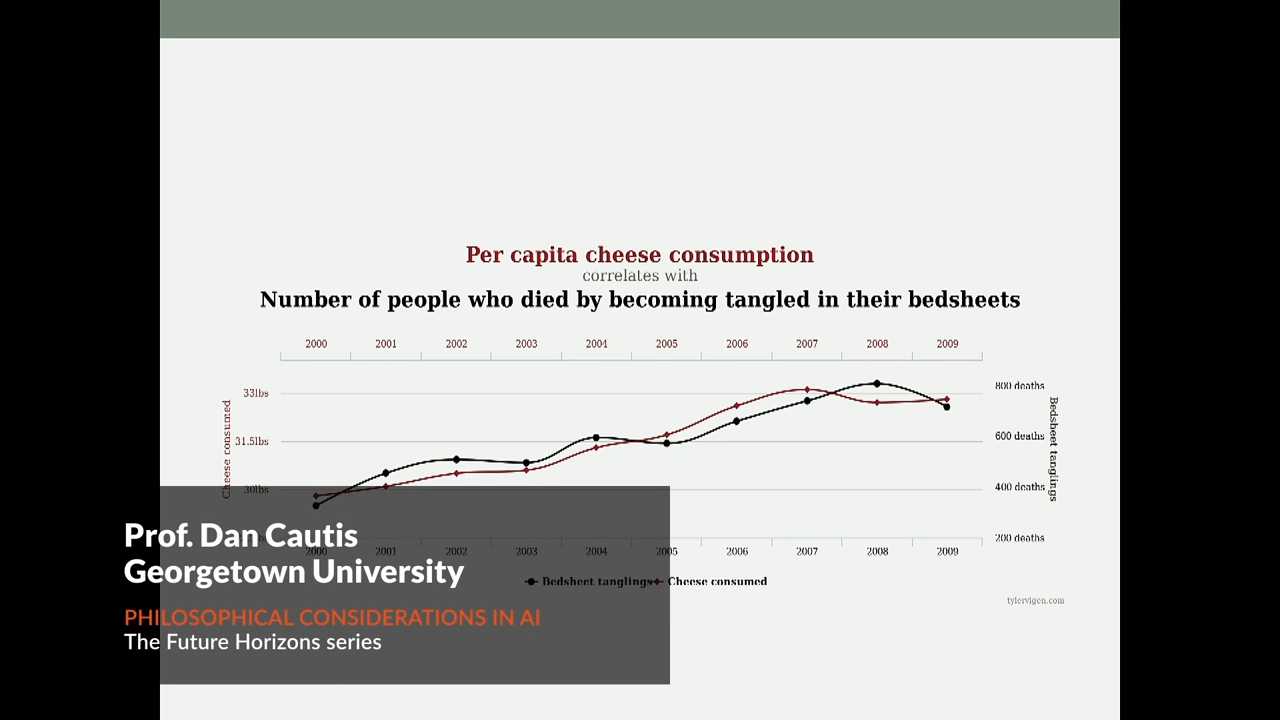 Per capita cheese consumption
correlates with
Number of people who died by becoming tangled in their bedsheets
2000 2001 2002 2003 2004 2005 2006 2007 2008 2009
33lbs
31.5lbs
30lbs
Cheese consumed
800 deaths
600 deaths
400 deaths
200 deaths
Bedsheet tanglings
2000 2001 2002 2003 2004 2005 2006 2007 2008 2009
Bedsheet tanglings Cheese consumed
tylervigen.com
Prof. Dan Cautis
Georgetown University
PHILOSOPHICAL CONSIDERATIONS IN AI
The Future Horizons series